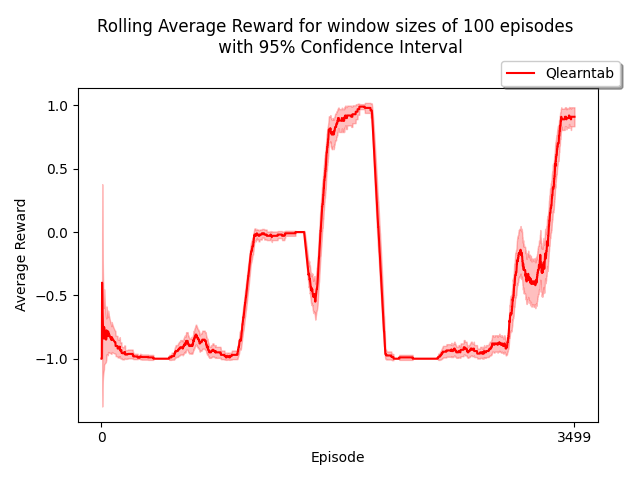 Rolling Average Reward for window sizes of 100 episodes
with 95% Confidence Interval
Qlearntab
1.0
0.5
0.0
−0.5
−1.0
Average Reward
0
3499
Episode